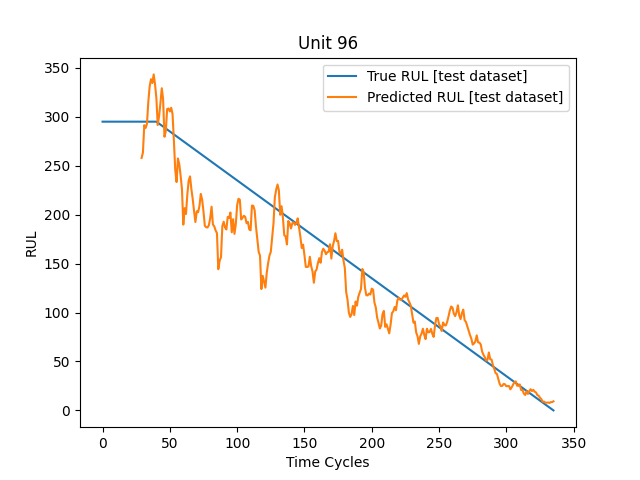 Unit 96
True RUL [test dataset]
Predicted RUL [test dataset]
350
300
250
200
150
100
50
0
RUL
0 50 100 150 200 250 300 350
Time Cycles